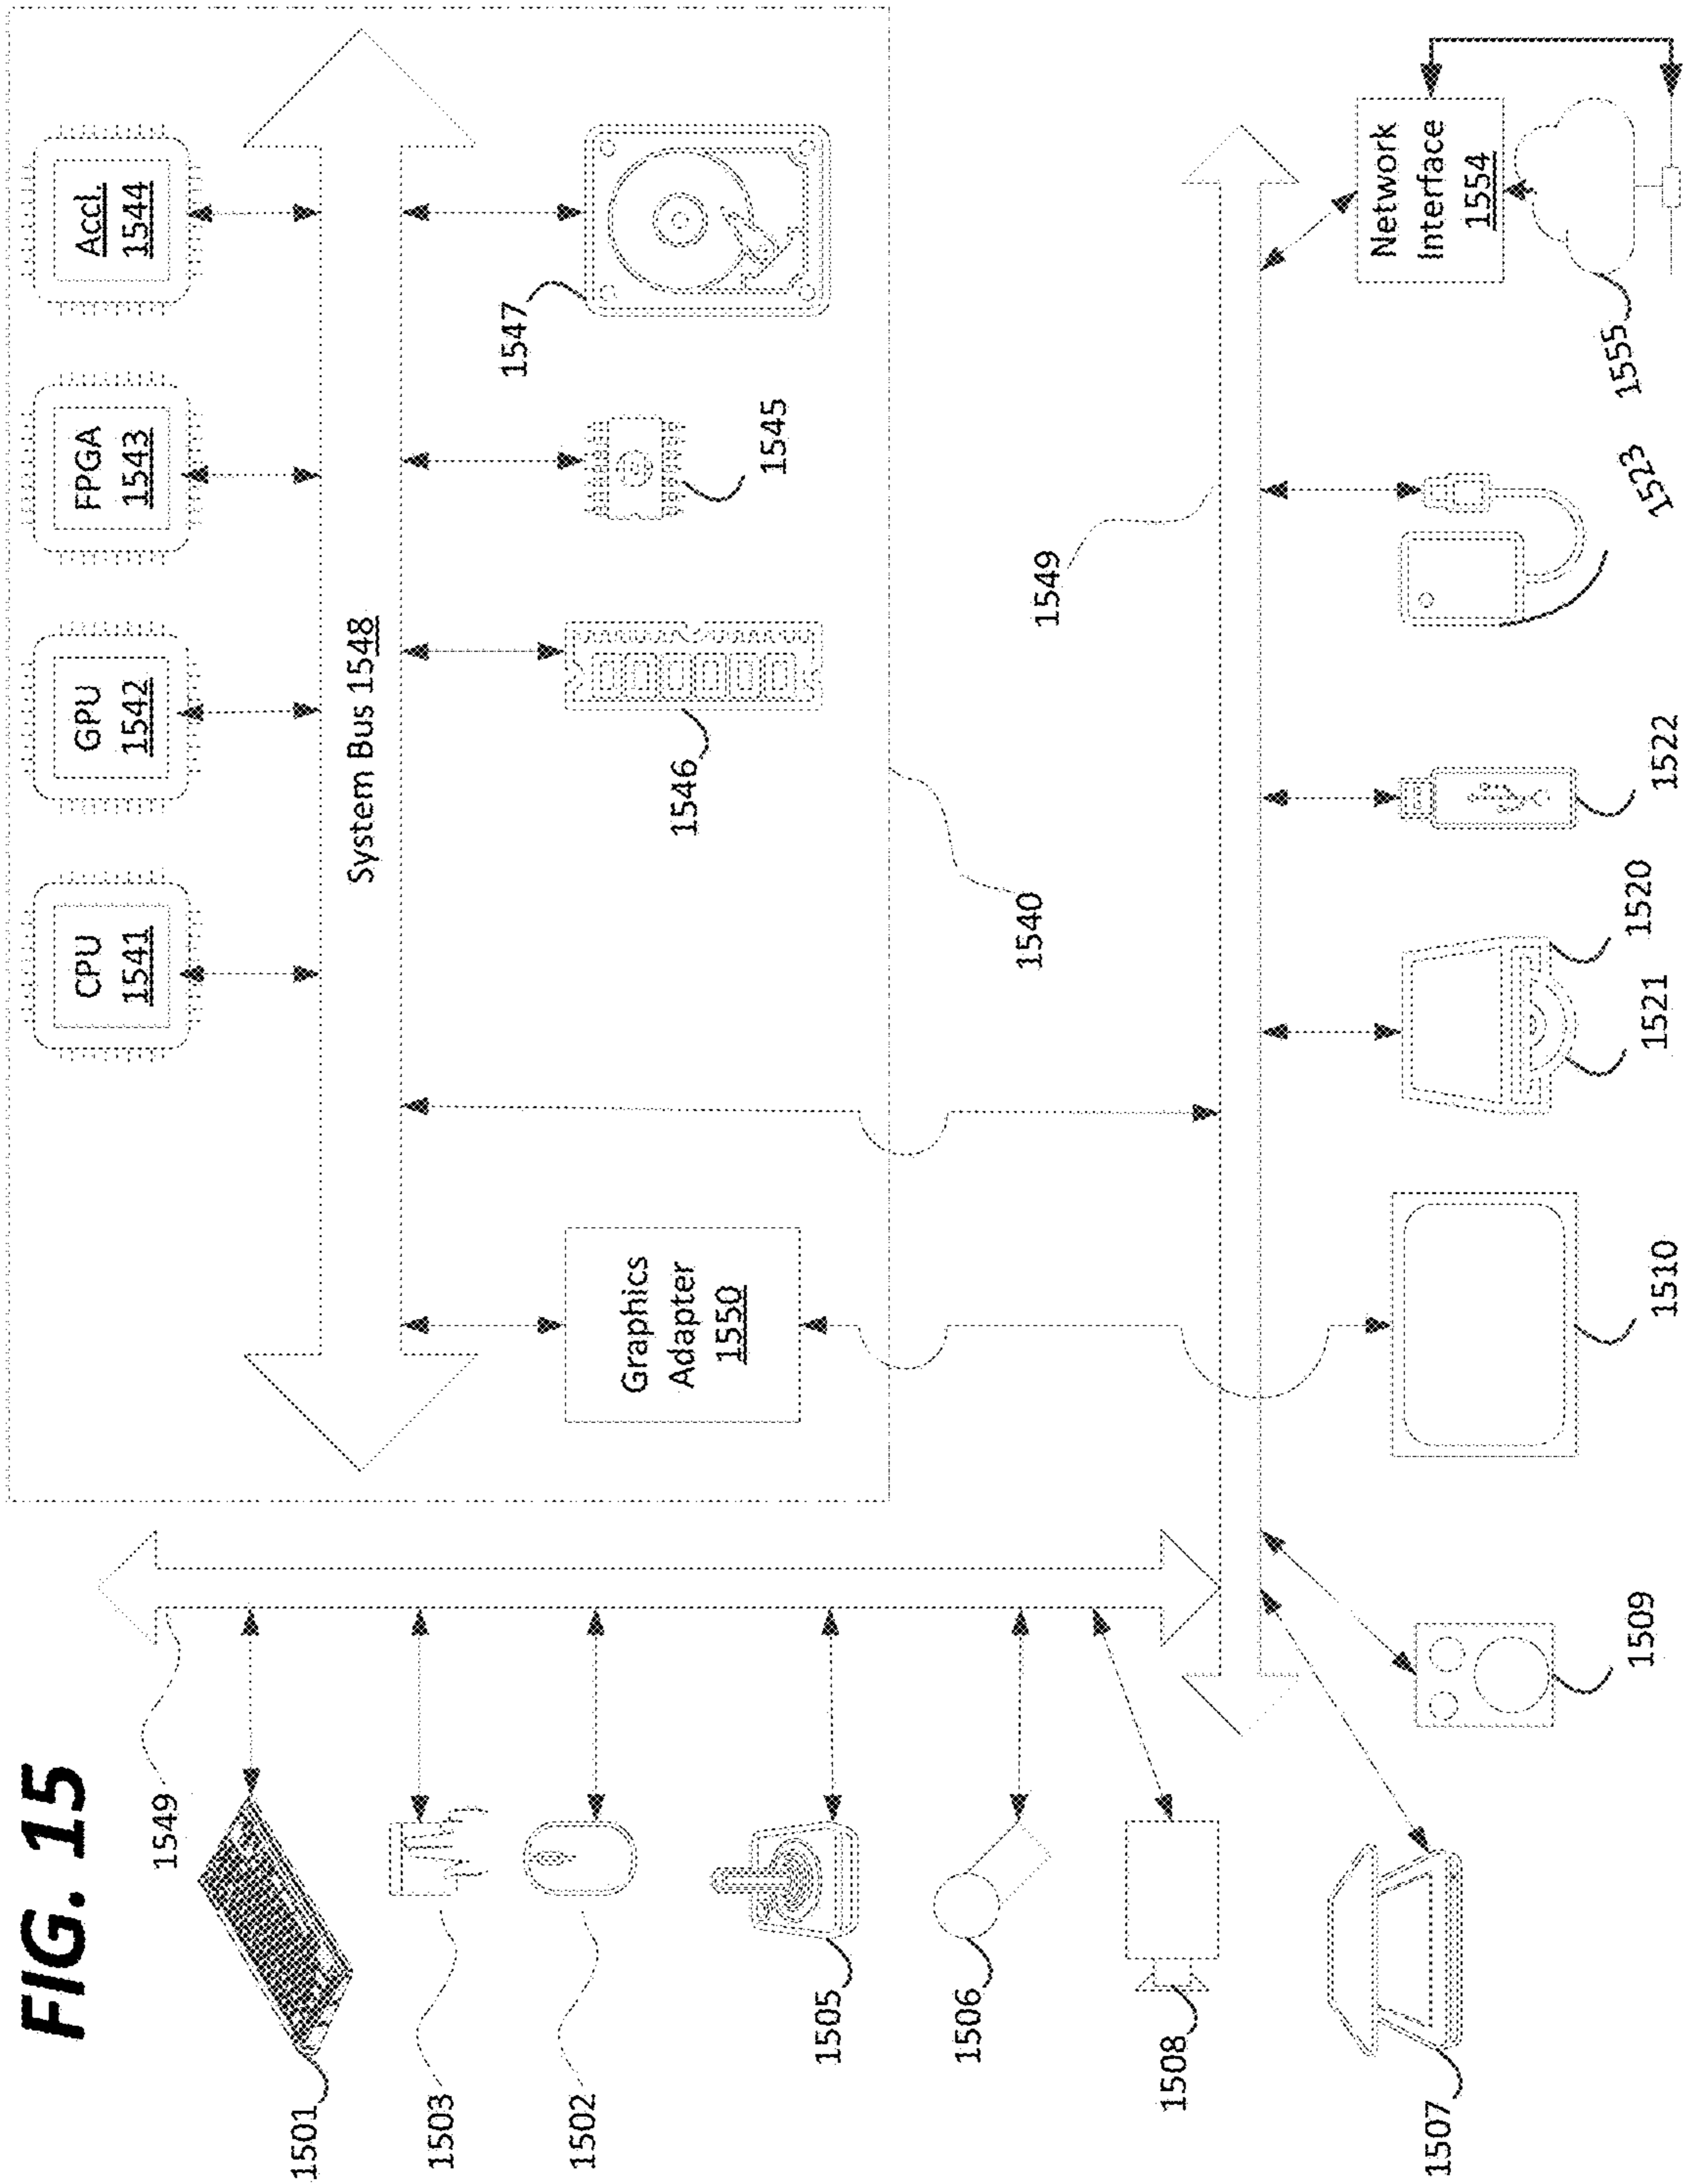 FIG. 15
1549
1501
1503
1502
1505
1506
1508
1507
CPU
1541
GPU
1542
FPGA
1543
Accl.
1544
System Bus 1548
Graphics
Adapter
1550
1546
1545
1547
1540
1549
1509
1510
1521
1520
1522
1523
1555
Network
Interface
1554